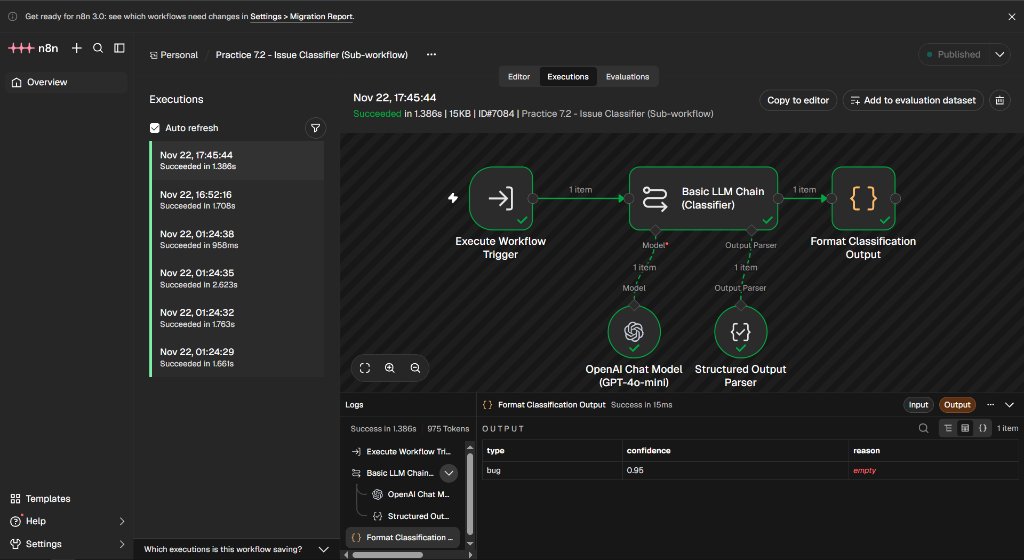 Get ready for n8n 3.0: see which workflows need changes in Settings > Migration Report.
n8n
Personal / Practice 7.2 - Issue Classifier (Sub-workflow) ...
Published
Overview
Editor
Executions
Evaluations
Executions
Auto refresh
Nov 22, 17:45:44
Succeeded in 1.386s
Nov 22, 16:52:16
Succeeded in 1.708s
Nov 22, 01:24:38
Succeeded in 958ms
Nov 22, 01:24:35
Succeeded in 2.623s
Nov 22, 01:24:32
Succeeded in 1.763s
Nov 22, 01:24:29
Succeeded in 1.661s
Nov 22, 17:45:44
Succeeded in 1.386s | 15KB | ID#7084 | Practice 7.2 - Issue Classifier (Sub-workflow)
Copy to editor
Add to evaluation dataset
1 item
1 item
Basic LLM Chain
(Classifier)
Execute Workflow
Trigger
Format Classification
Output
Model*
Output Parser
1 item
1 item
Model
Output Parser
OpenAI Chat Model
(GPT-4o-mini)
Structured Output
Parser
Logs
Success in 1.386s | 975 Tokens
Execute Workflow Tri...
Basic LLM Chain...
OpenAI Chat M...
Structured Out...
Format Classification ...
Format Classification Output Success in 15ms
Input
Output
...
OUTPUT
1 item
type confidence reason
bug 0.95 empty
Templates
Help
Settings
Which executions is this workflow saving?